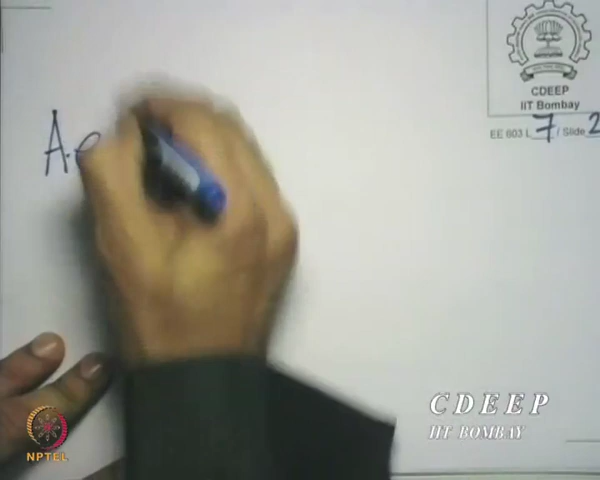 CDEEP
IIT Bombay
EE 603 L 7 / Slide 2
A.e
CDEEP
IIT BOMBAY
NPTEL